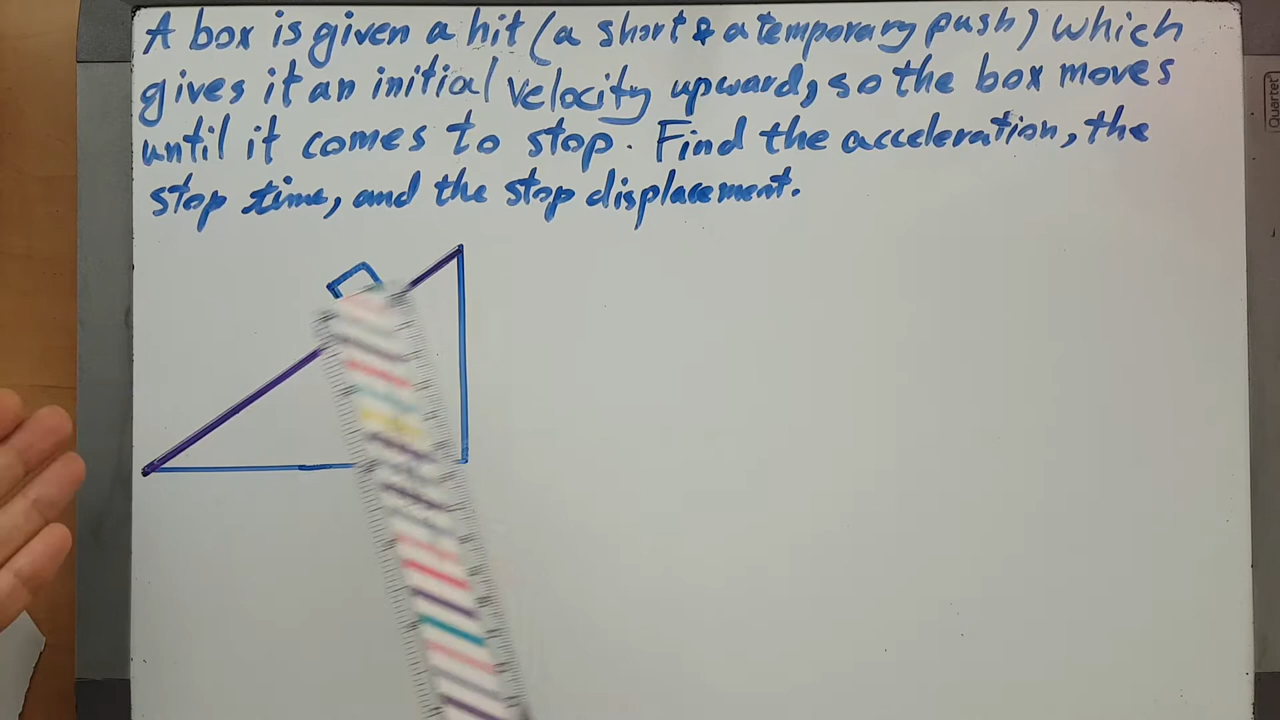 A box is given a hit (a short & a temporary push) which
gives it an initial velocity upward, so the box moves
until it comes to stop. Find the acceleration, the
stop time, and the stop displacement.
Quartet